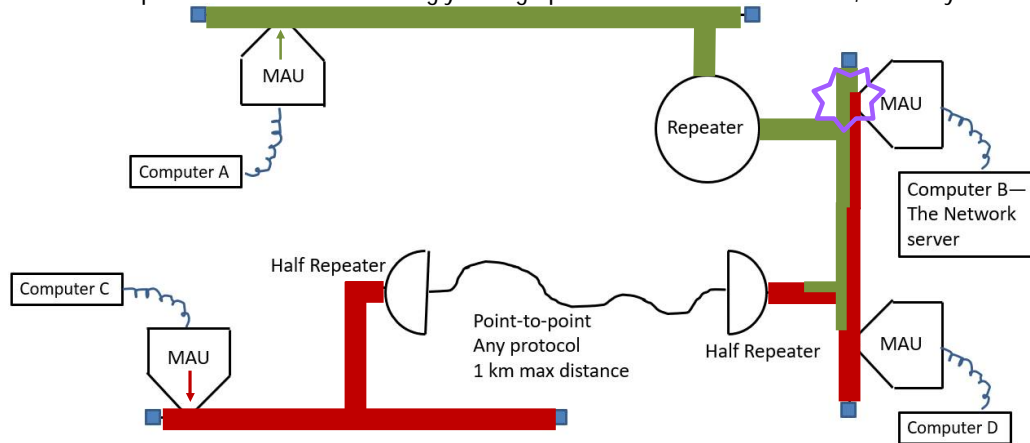 MAU
Repeater
MAU
Computer A
Computer B—
The Network
server
Half Repeater
Computer C
Point-to-point
Any protocol
1 km max distance
Half Repeater
MAU
MAU
Computer D